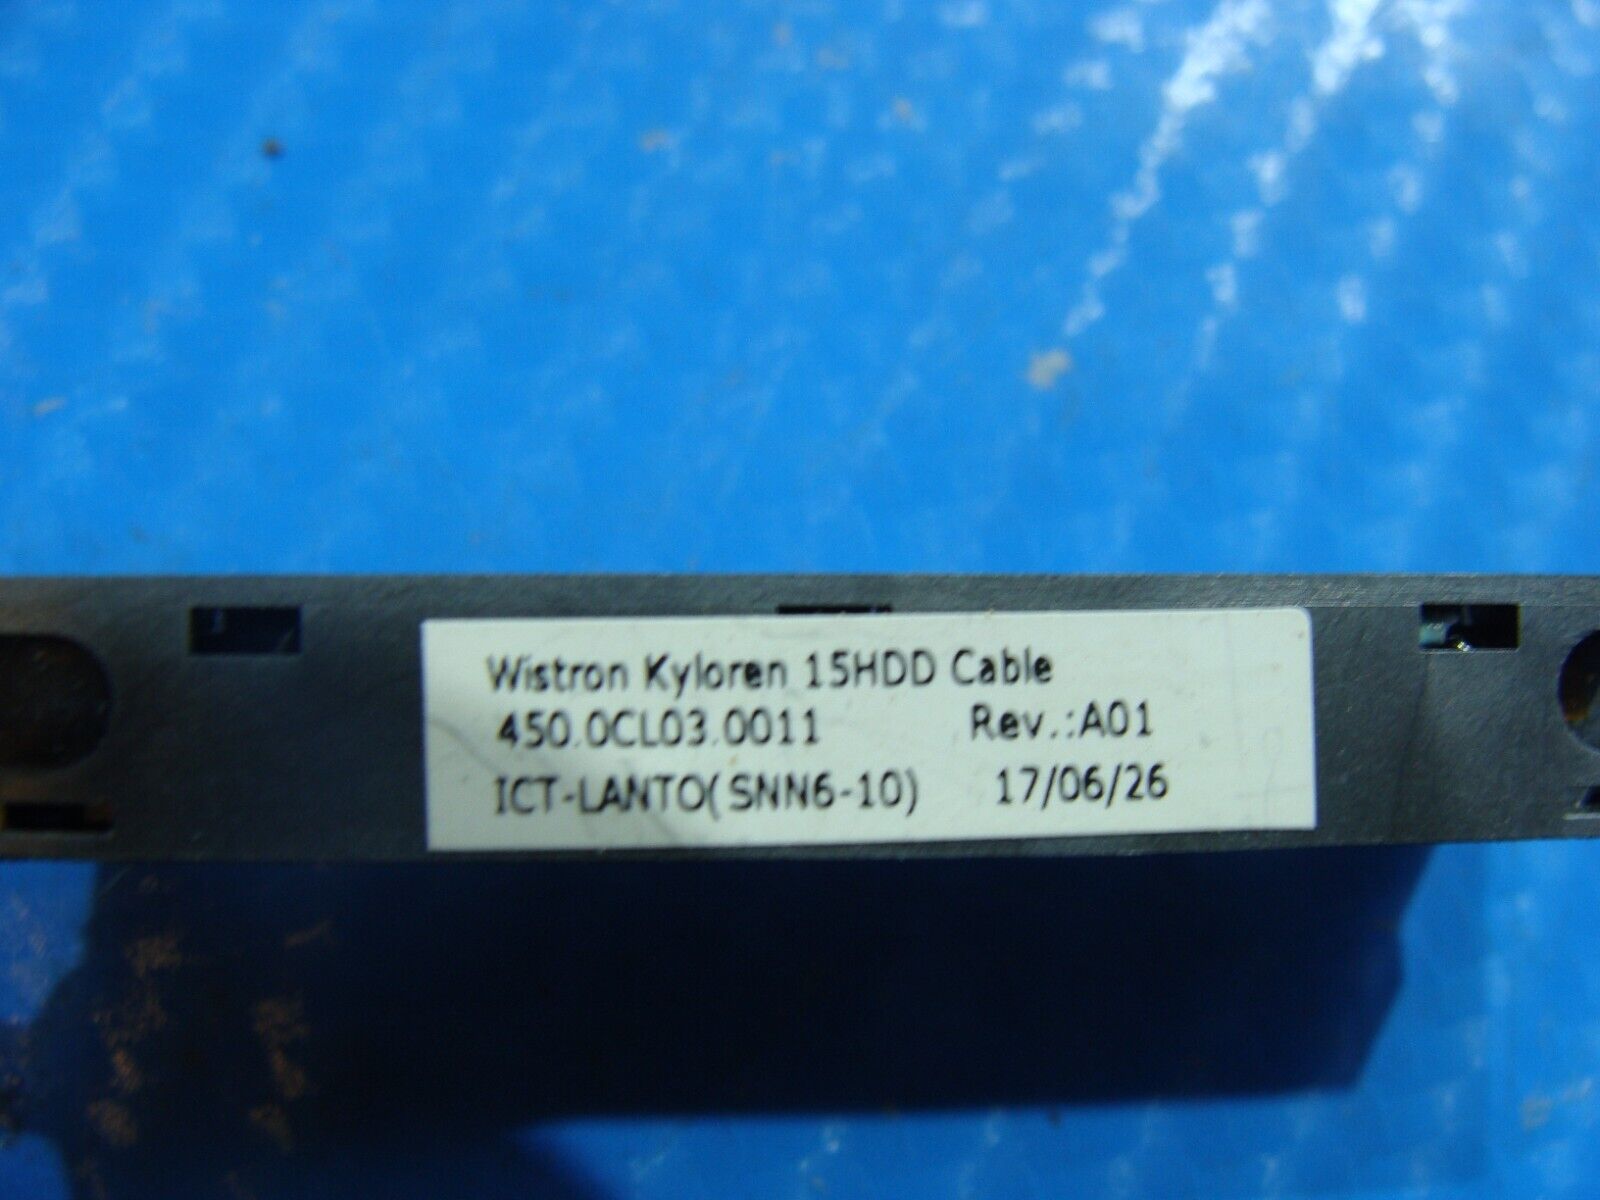 Wistron Kyloren 15HDD Cable
450.0CL03.0011 Rev.:A01
ICT-LANTO(SNN6-10) 17/06/26